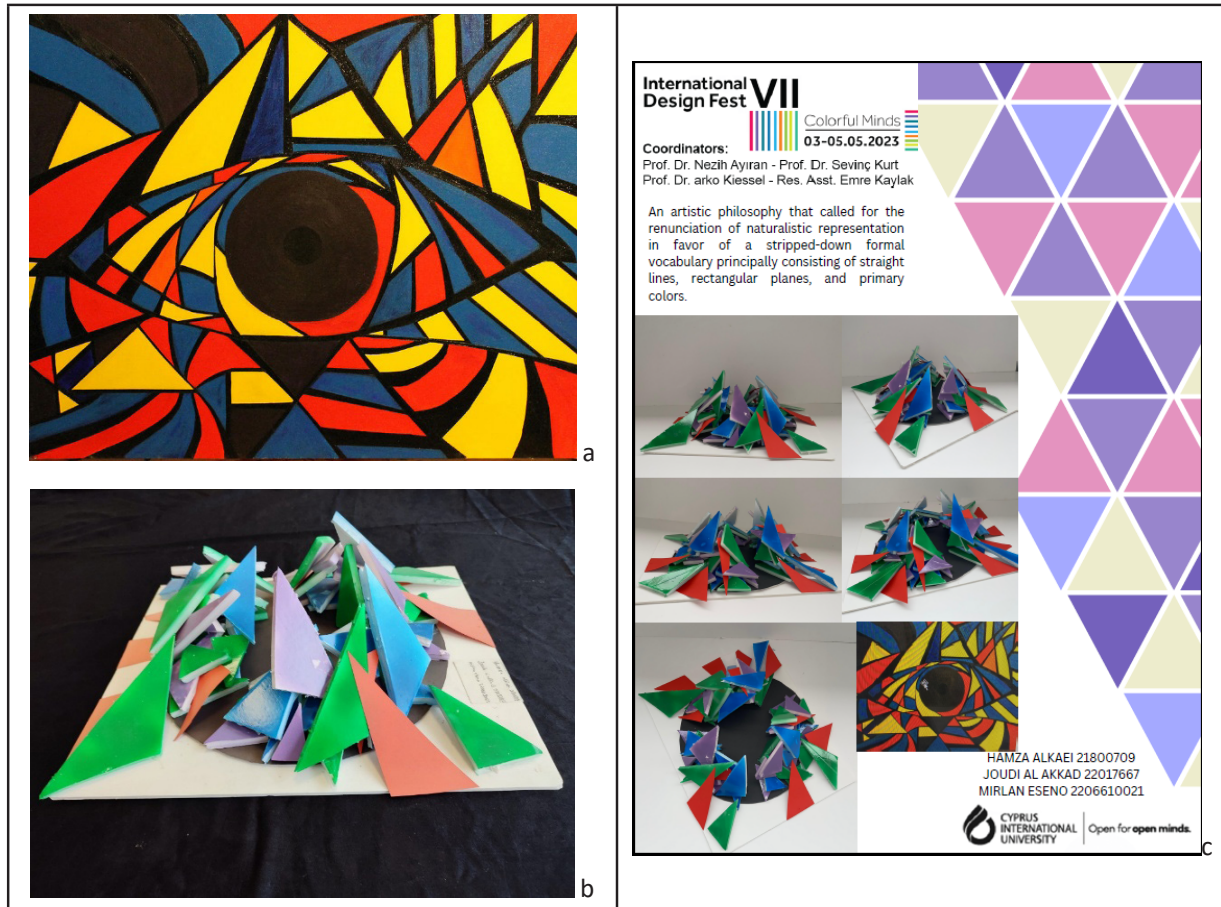 a
b
International
Design Fest VII
Colorful Minds
03-05.05.2023
Coordinators:
Prof. Dr. Nezih Ayıran - Prof. Dr. Sevinç Kurt
Prof. Dr. arko Kiessel - Res. Asst. Emre Kaylak
An artistic philosophy that called for the
renunciation of naturalistic representation
in favor of a stripped-down formal
vocabulary principally consisting of straight
lines, rectangular planes, and primary
colors.
HAMZA ALKAEI 21800709
JOUDI AL AKKAD 22017667
MIRLAN ESENO 2206610021
CYPRUS
INTERNATIONAL
UNIVERSITY
Open for open minds.
c